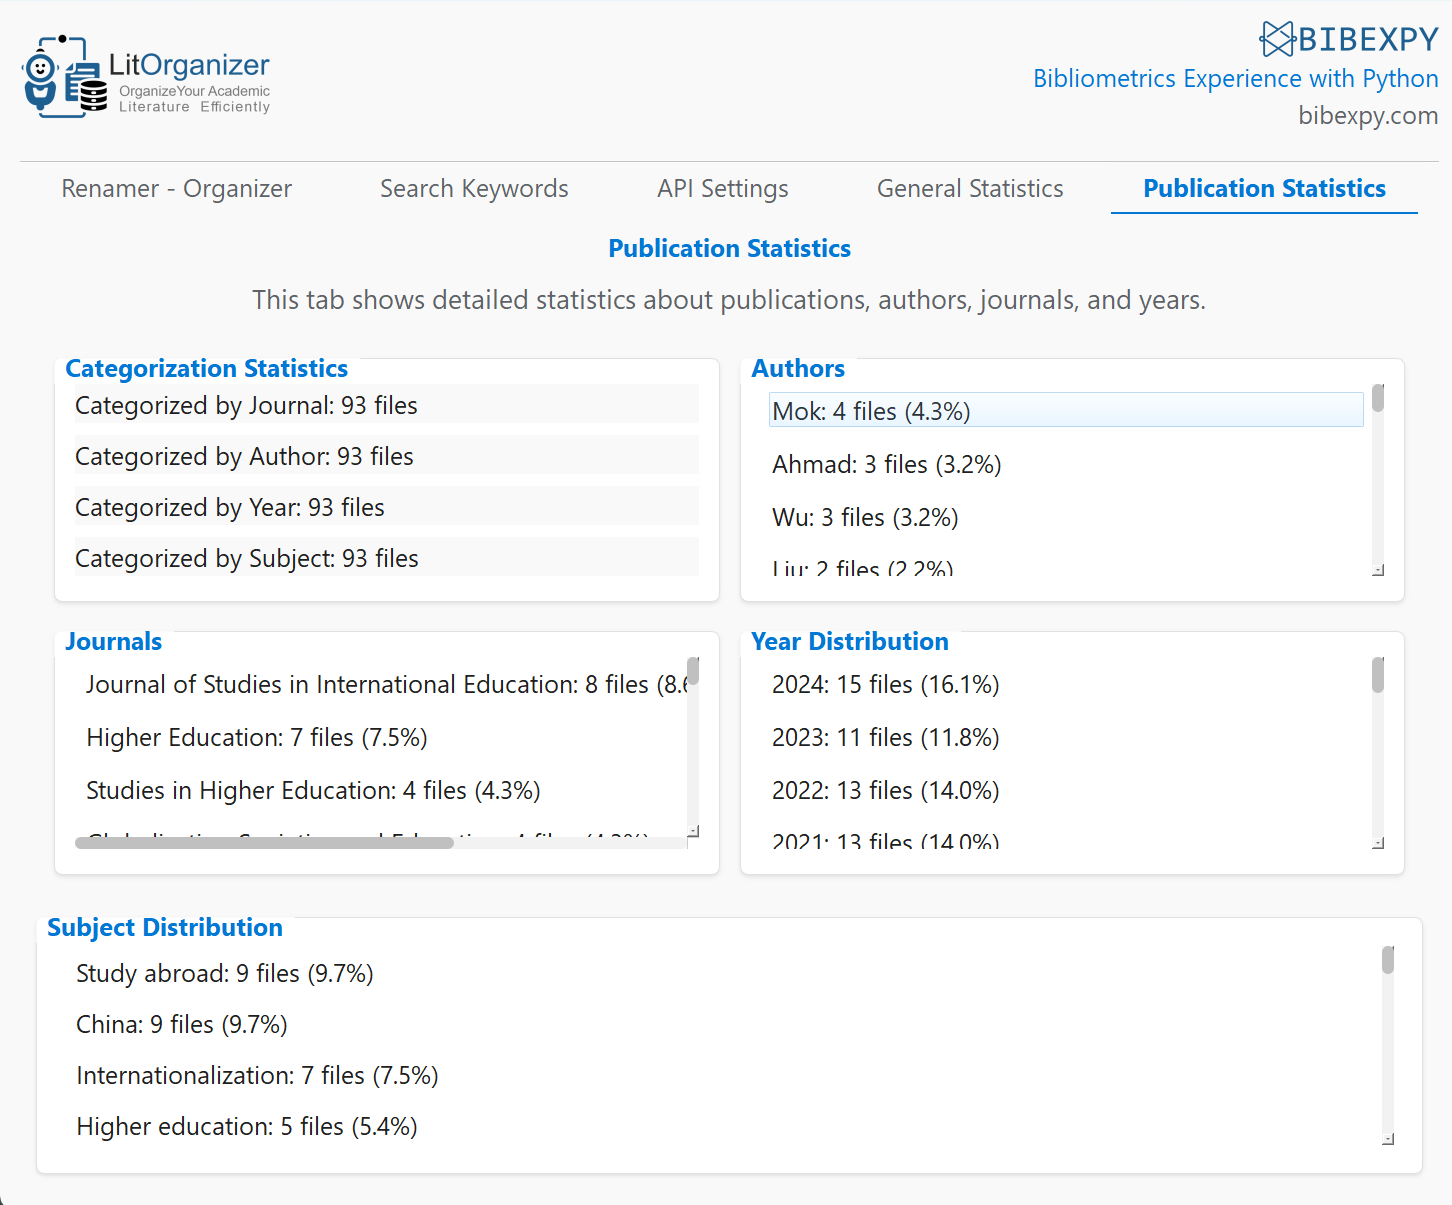 LitOrganizer
OrganizeYour Academic
Literature Efficiently
BIBEXPY
Bibliometrics Experience with Python
bibexpy.com
Renamer - Organizer
Search Keywords
API Settings
General Statistics
Publication Statistics
Publication Statistics
This tab shows detailed statistics about publications, authors, journals, and years.
Categorization Statistics
Categorized by Journal: 93 files
Categorized by Author: 93 files
Categorized by Year: 93 files
Categorized by Subject: 93 files
Authors
Mok: 4 files (4.3%)
Ahmad: 3 files (3.2%)
Wu: 3 files (3.2%)
Liu: 2 files (2.2%)
Journals
Journal of Studies in International Education: 8 files (8.6
Higher Education: 7 files (7.5%)
Studies in Higher Education: 4 files (4.3%)
Year Distribution
2024: 15 files (16.1%)
2023: 11 files (11.8%)
2022: 13 files (14.0%)
2021: 13 files (14.0%)
Subject Distribution
Study abroad: 9 files (9.7%)
China: 9 files (9.7%)
Internationalization: 7 files (7.5%)
Higher education: 5 files (5.4%)